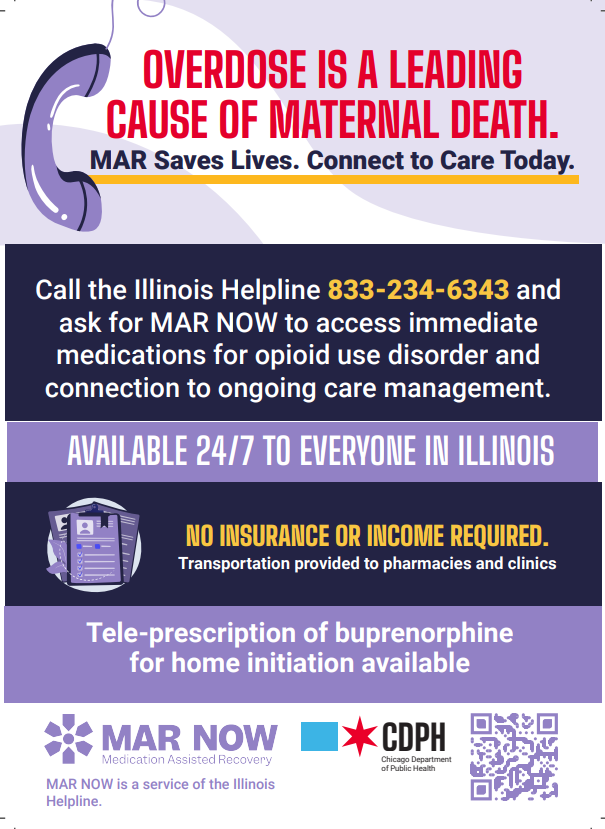 OVERDOSE IS A LEADING
CAUSE OF MATERNAL DEATH.
MAR Saves Lives. Connect to Care Today.
Call the Illinois Helpline 833-234-6343 and
ask for MAR NOW to access immediate
medications for opioid use disorder and
connection to ongoing care management.
AVAILABLE 24/7 TO EVERYONE IN ILLINOIS
NO INSURANCE OR INCOME REQUIRED.
Transportation provided to pharmacies and clinics
Tele-prescription of buprenorphine
for home initiation available
MAR NOW
Medication Assisted Recovery
MAR NOW is a service of the Illinois
Helpline.
CDPH
Chicago Department
of Public Health